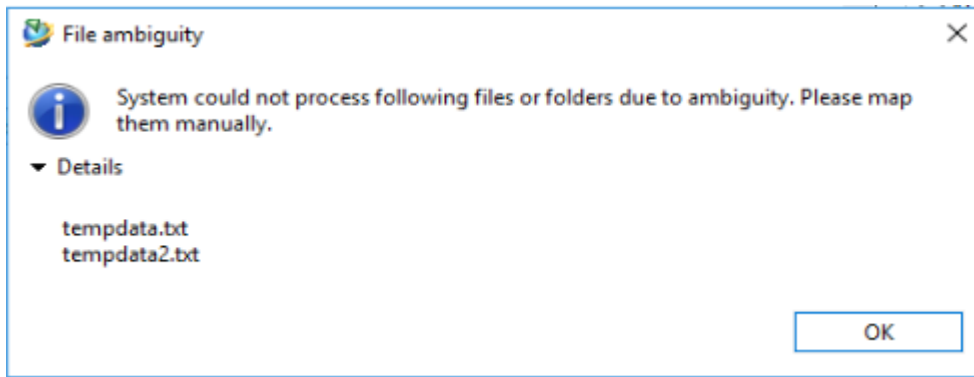 File ambiguity
System could not process following files or folders due to ambiguity. Please map
them manually.
Details
tempdata.txt
tempdata2.txt
OK